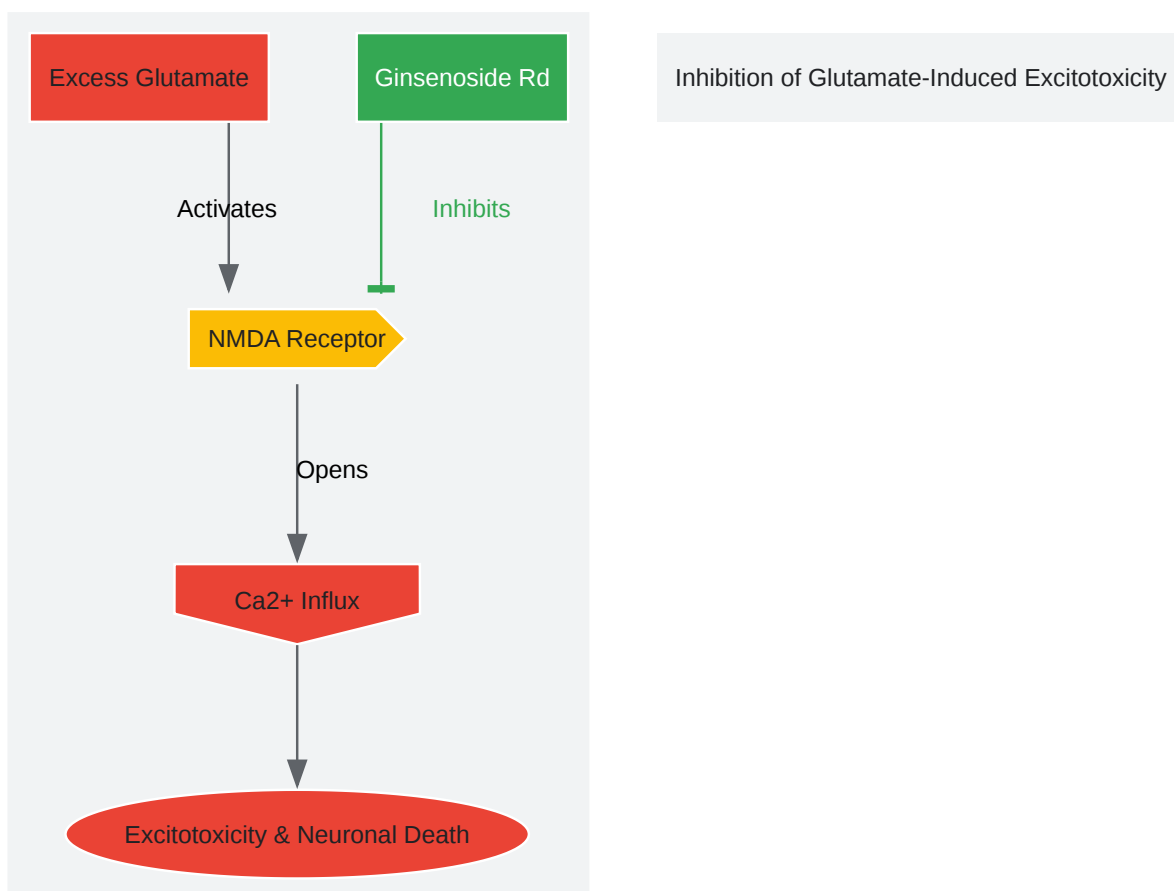 Excess Glutamate
Ginsenoside Rd
Inhibition of Glutamate-Induced Excitotoxicity
Activates
Inhibits
NMDA Receptor
Opens
Ca2+ Influx
Excitotoxicity & Neuronal Death